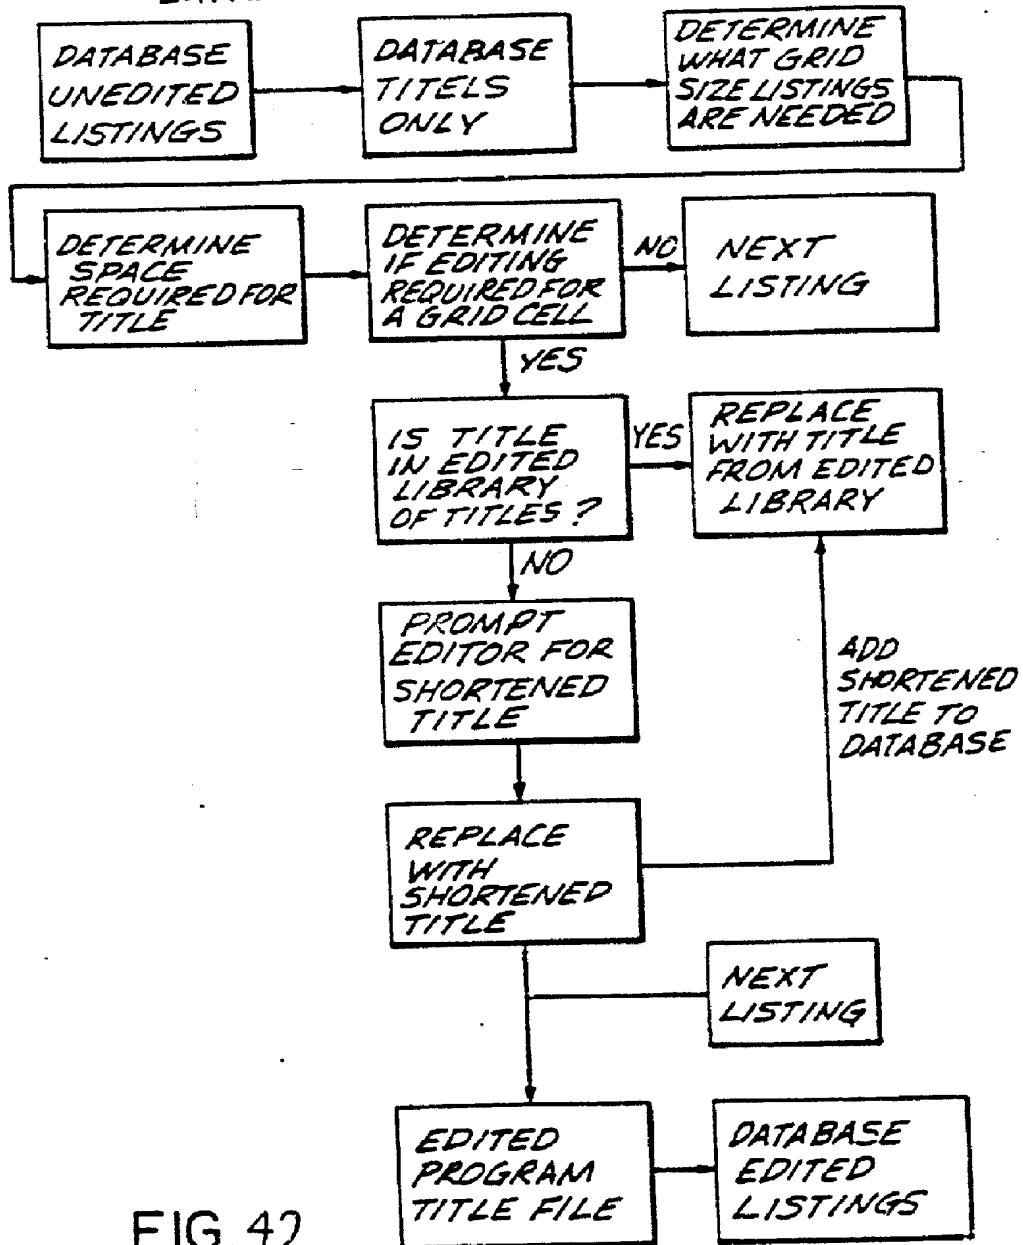 DATABASE
UNEDITED
LISTINGS
DATABASE
TITELS
ONLY
DETERMINE
WHAT GRID
SIZE LISTINGS
ARE NEEDED
DETERMINE
SPACE
REQUIRED FOR
TITLE
DETERMINE
IF EDITING
REQUIRED FOR
A GRID CELL
NO
NEXT
LISTING
YES
IS TITLE
IN EDITED
LIBRARY
OF TITLES?
YES
REPLACE
WITH TITLE
FROM EDITED
LIBRARY
NO
PROMPT
EDITOR FOR
SHORTENED
TITLE
ADD
SHORTENED
TITLE TO
DATABASE
REPLACE
WITH
SHORTENED
TITLE
NEXT
LISTING
EDITED
PROGRAM
TITLE FILE
DATABASE
EDITED
LISTINGS
FIG. 42